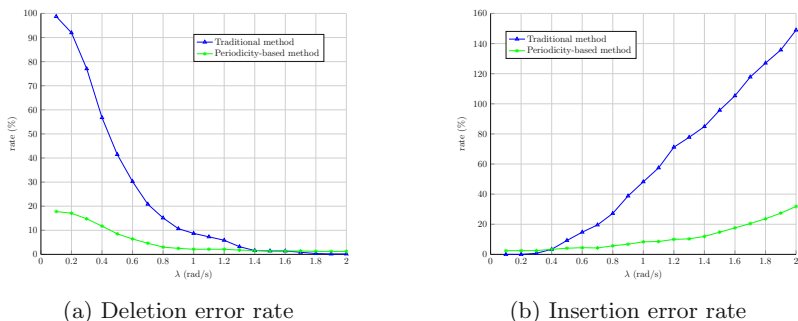 100
90
80
70
60
50
40
30
20
10
0
rate (%)
Traditional method
Periodicity-based method
0 0.2 0.4 0.6 0.8 1 1.2 1.4 1.6 1.8 2
λ (rad/s)
(a) Deletion error rate
160
140
120
100
80
60
40
20
0
rate (%)
Traditional method
Periodicity-based method
0 0.2 0.4 0.6 0.8 1 1.2 1.4 1.6 1.8 2
λ (rad/s)
(b) Insertion error rate